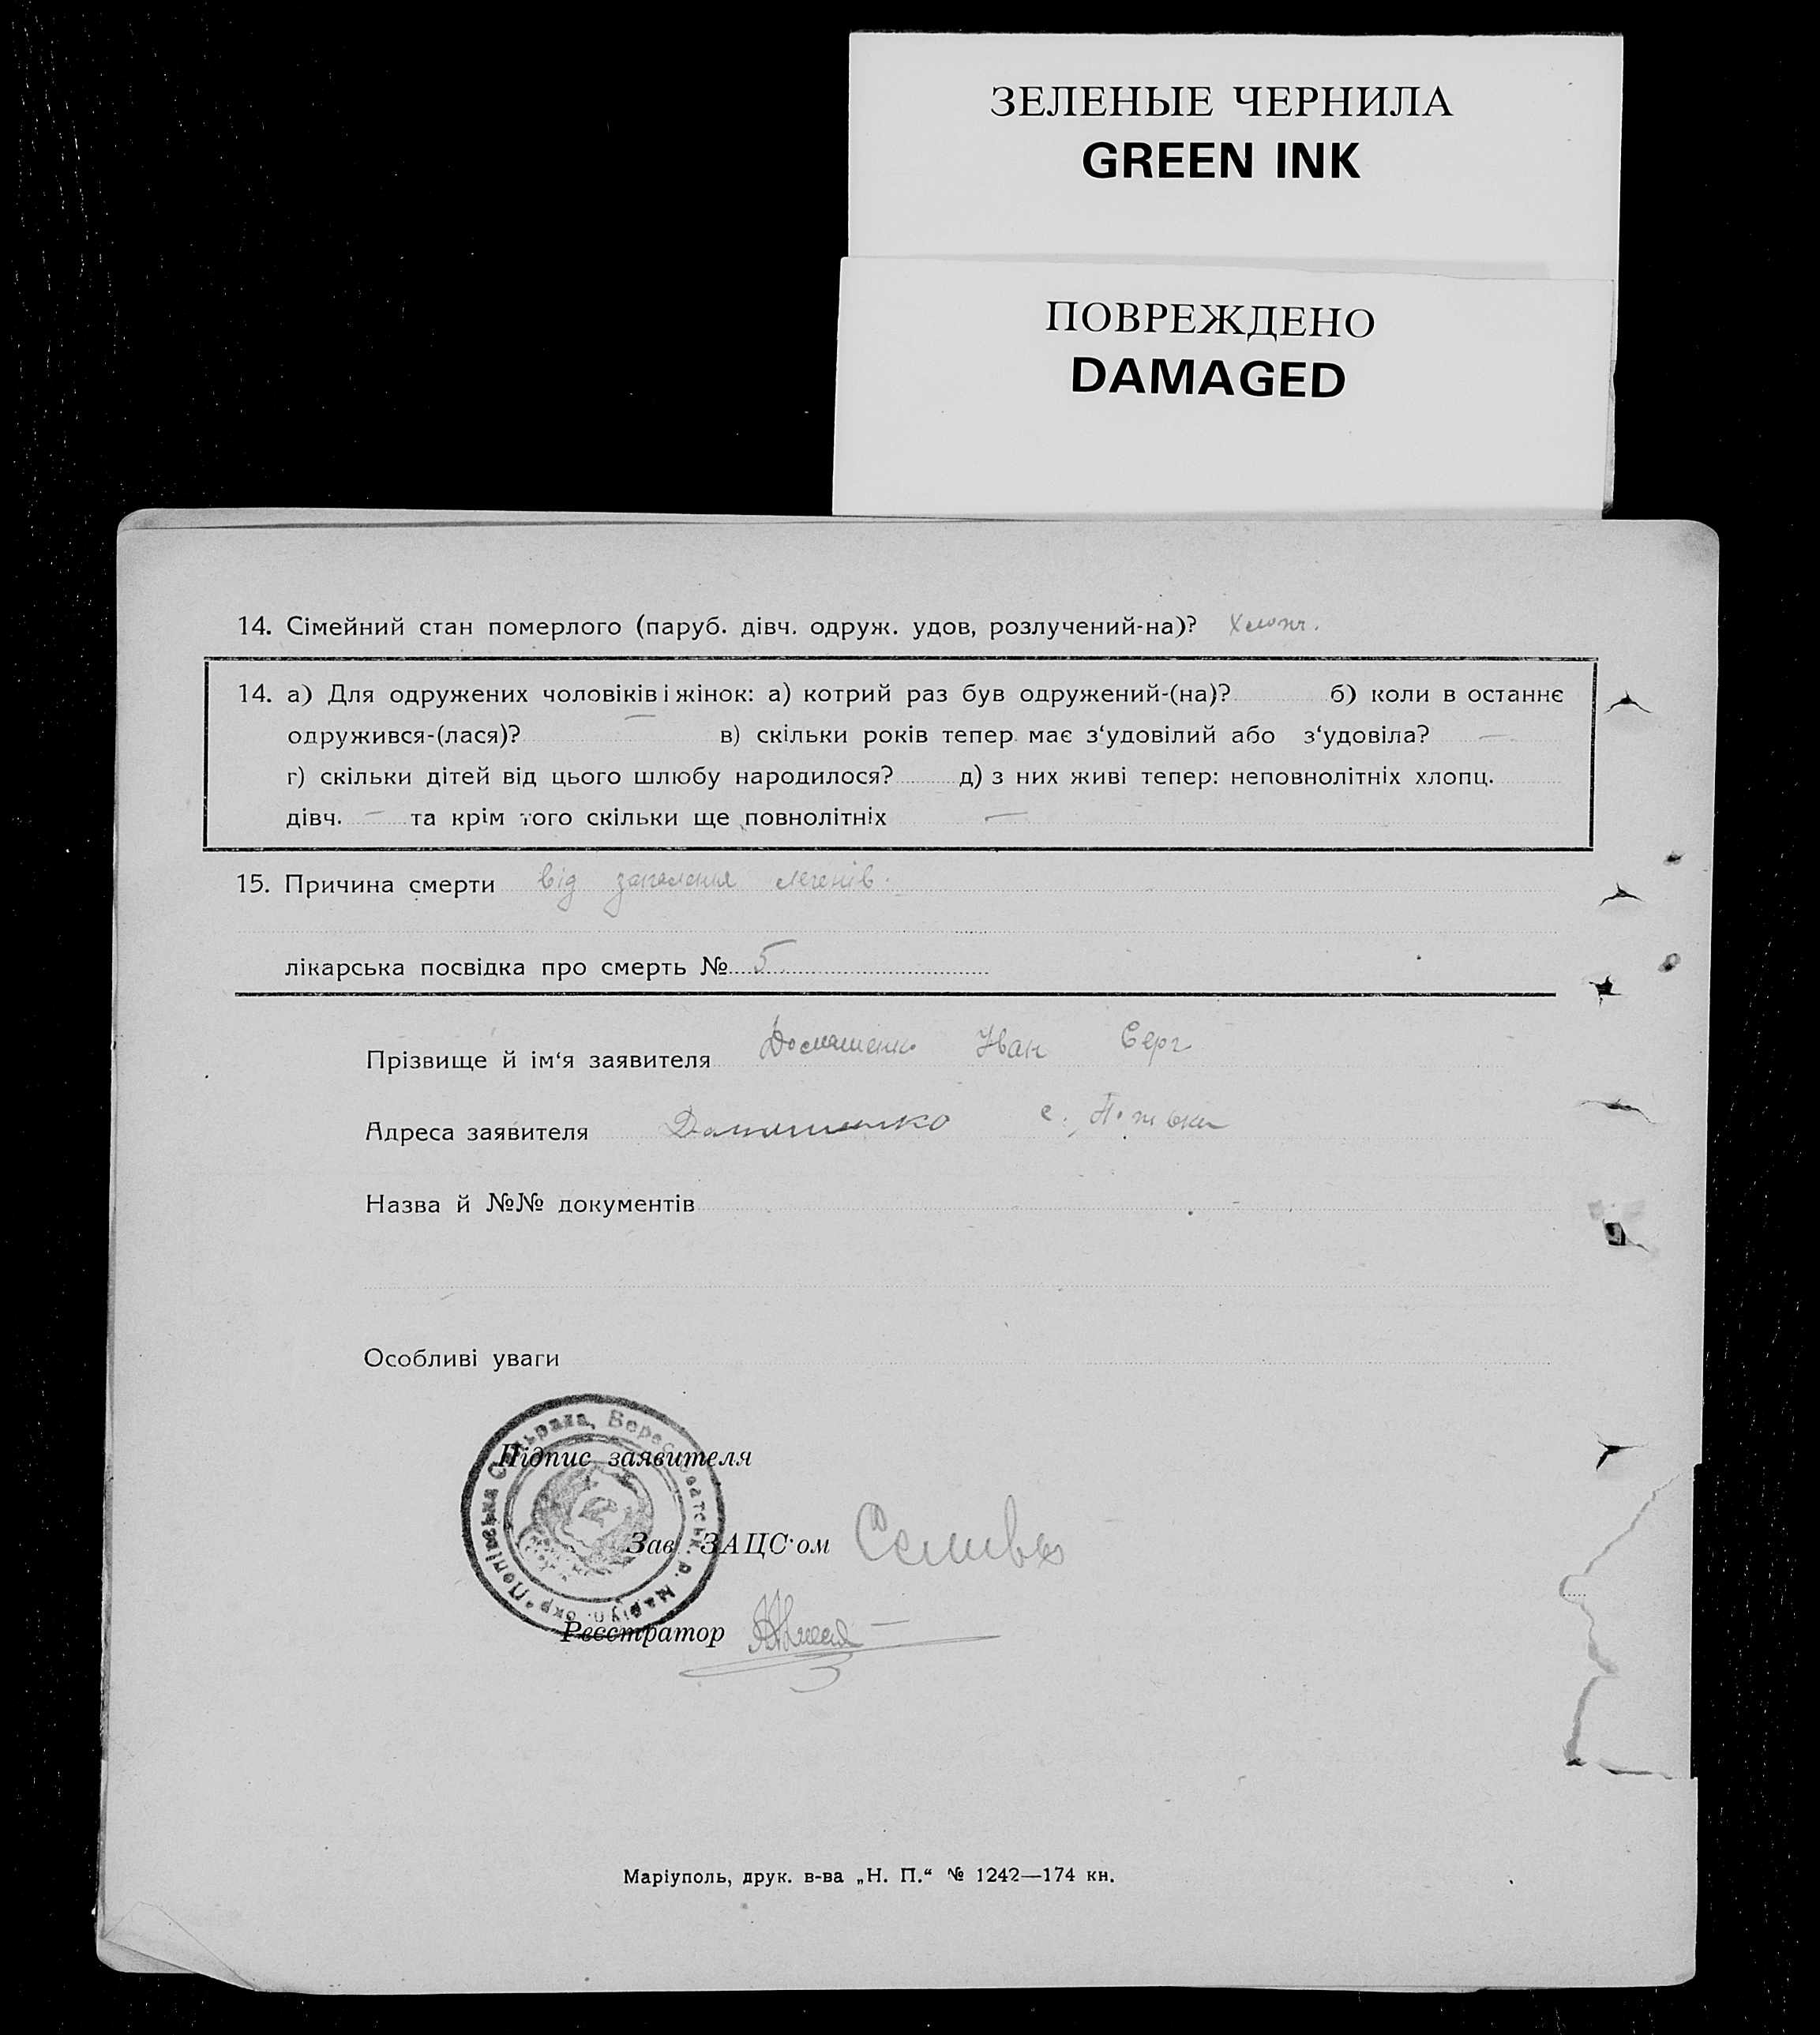 ЗЕЛЕНЫЕ ЧЕРНИЛА
GREEN INK
ПОВРЕЖДЕНО
DAMAGED
14. Сімейний стан померлого (паруб. дівч. одруж. удов, розлучений-на)? Хлопч.
14. а) Для одружених чоловіків і жінок: а) котрий раз був одружений-(на)? б) коли в останнє
одружився-(лася)? — в) скільки років тепер має з‘удовілий або з‘удовіла? —
г) скільки дітей від цього шлюбу народилося? д) з них живі тепер: неповнолітніх хлопц.
дівч. — та крім того скільки ще повнолітніх —
15. Причина смерти від запалення легенів.
лікарська посвідка про смерть № 5
Прізвище й ім‘я заявителя Домашенко Іван Серг
Адреса заявителя с.
Назва й №№ документів
Особливі уваги
Підпис заявителя
Зав. ЗАЦС‘ом
Реєстратор
Маріуполь, друк. в-ва „Н. П.“ № 1242—174 кн.